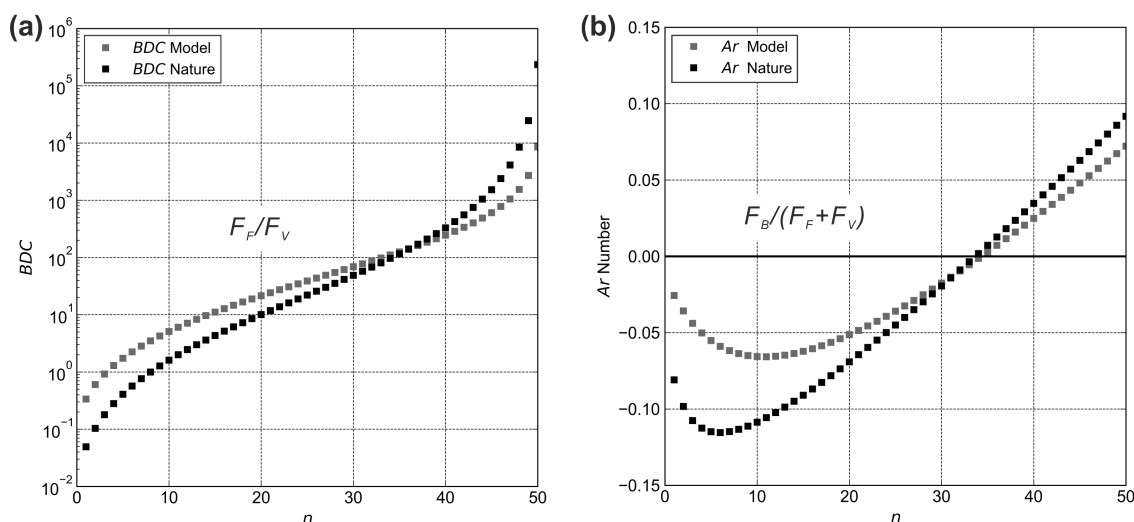 (a)
BDC Model
BDC Nature
10^6
10^5
10^4
10^3
10^2
10^1
10^0
10^-1
10^-2
BDC
F_F/F_V
0
10
20
30
40
50
n
(b)
Ar Model
Ar Nature
0.15
0.10
0.05
0.00
−0.05
−0.10
−0.15
Ar Number
F_B/(F_F+F_V)
0
10
20
30
40
50
n